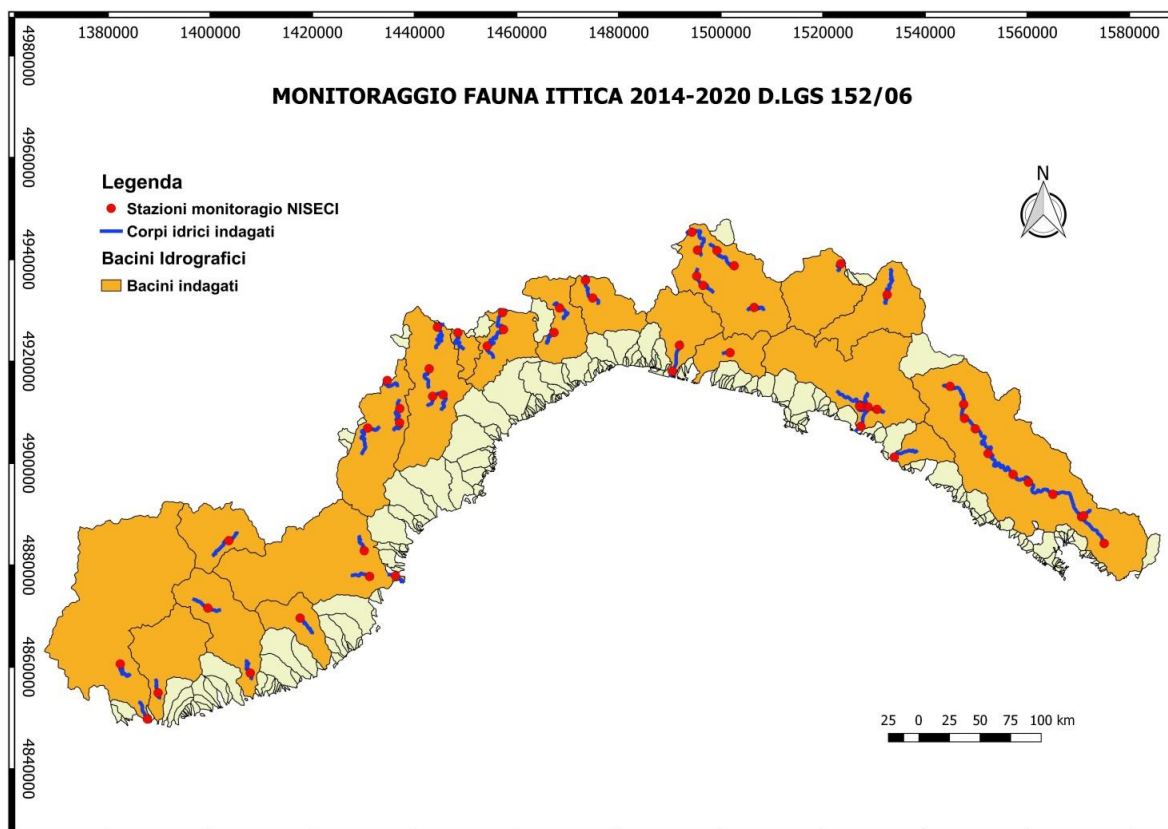 1380000 1400000 1420000 1440000 1460000 1480000 1500000 1520000 1540000 1560000 1580000
4980000
MONITORAGGIO FAUNA ITTICA 2014-2020 D.LGS 152/06
4960000
Legenda
Stazioni monitoragio NISECI
Corpi idrici indagati
Bacini Idrografici
Bacini indagati
N
4940000
4920000
4900000
4880000
4860000
25 0 25 50 75 100 km
4840000